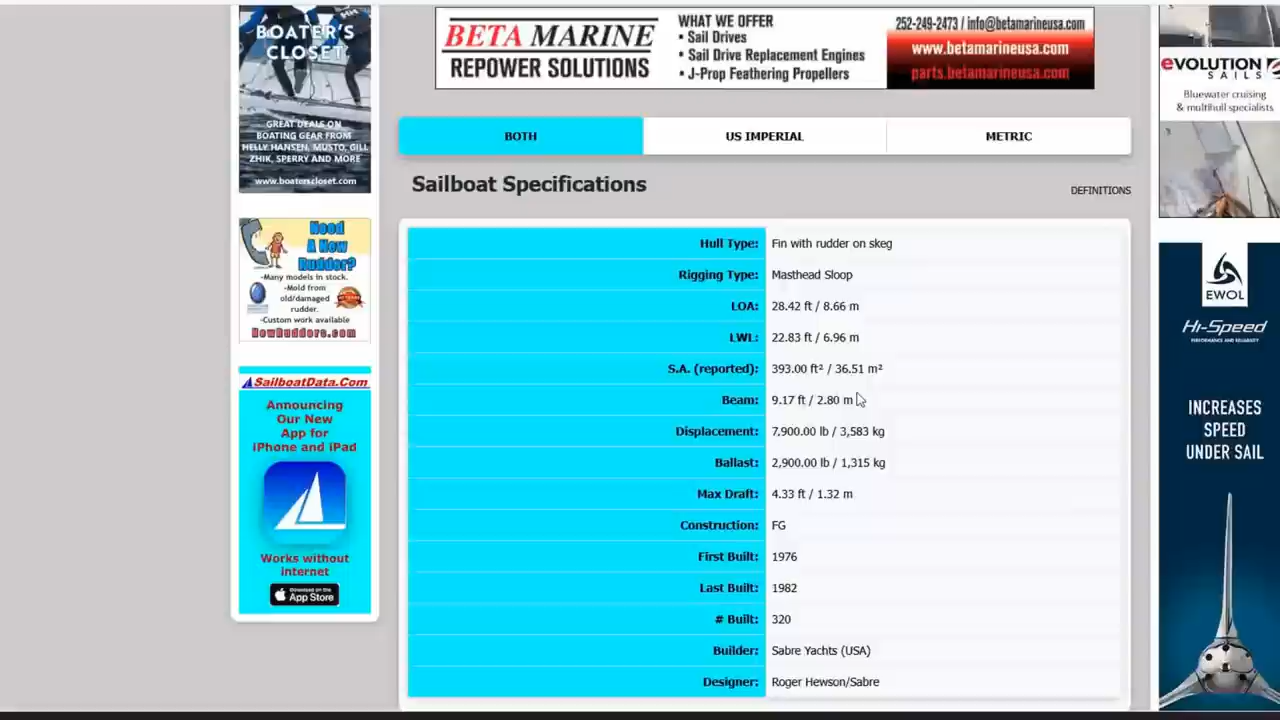 BOATER'S
CLOSET
GREAT DEALS ON
BOATING GEAR FROM
HELLY HANSEN, MUSTO, GILL
ZHIK, SPERRY AND MORE
www.boaterscloset.com
Need
A New
Rudder?
-Many models in stock.
-Mold from
old/damaged
rudder.
-Custom work available
NewRudders.com
SailboatData.Com
Announcing
Our New
App for
iPhone and iPad
Works without
internet
Download on the
App Store
BETA MARINE
REPOWER SOLUTIONS
WHAT WE OFFER
• Sail Drives
• Sail Drive Replacement Engines
• J-Prop Feathering Propellers
252-249-2473 / info@betamarineusa.com
www.betamarineusa.com
parts.betamarineusa.com
BOTH
US IMPERIAL
METRIC
Sailboat Specifications
DEFINITIONS
Hull Type: Fin with rudder on skeg
Rigging Type: Masthead Sloop
LOA: 28.42 ft / 8.66 m
LWL: 22.83 ft / 6.96 m
S.A. (reported): 393.00 ft² / 36.51 m²
Beam: 9.17 ft / 2.80 m
Displacement: 7,900.00 lb / 3,583 kg
Ballast: 2,900.00 lb / 1,315 kg
Max Draft: 4.33 ft / 1.32 m
Construction: FG
First Built: 1976
Last Built: 1982
# Built: 320
Builder: Sabre Yachts (USA)
Designer: Roger Hewson/Sabre
eVOLUTION
SAILS
Bluewater cruising
& multihull specialists
EWOL
Hi-Speed
PERFORMANCE AND RELIABILITY
INCREASES
SPEED
UNDER SAIL